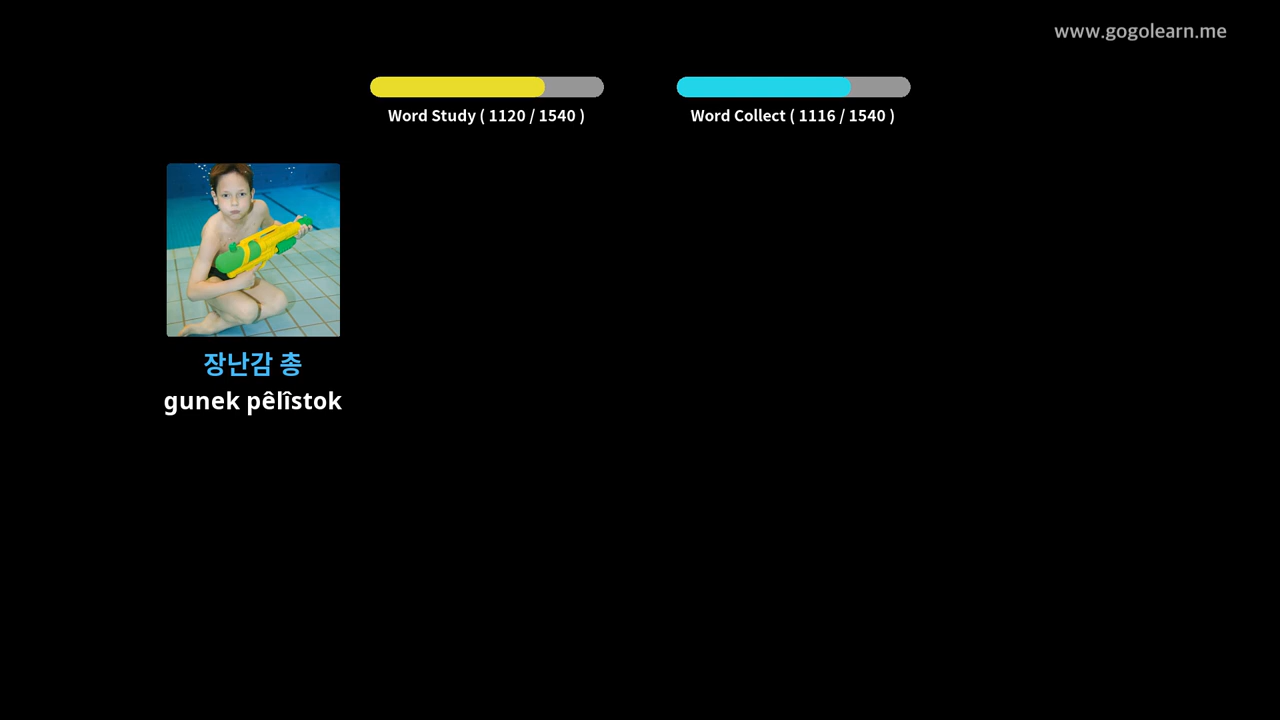 www.gogolearn.me
Word Study ( 1120 / 1540 )
Word Collect ( 1116 / 1540 )
장난감 총
gunek pêlîstok